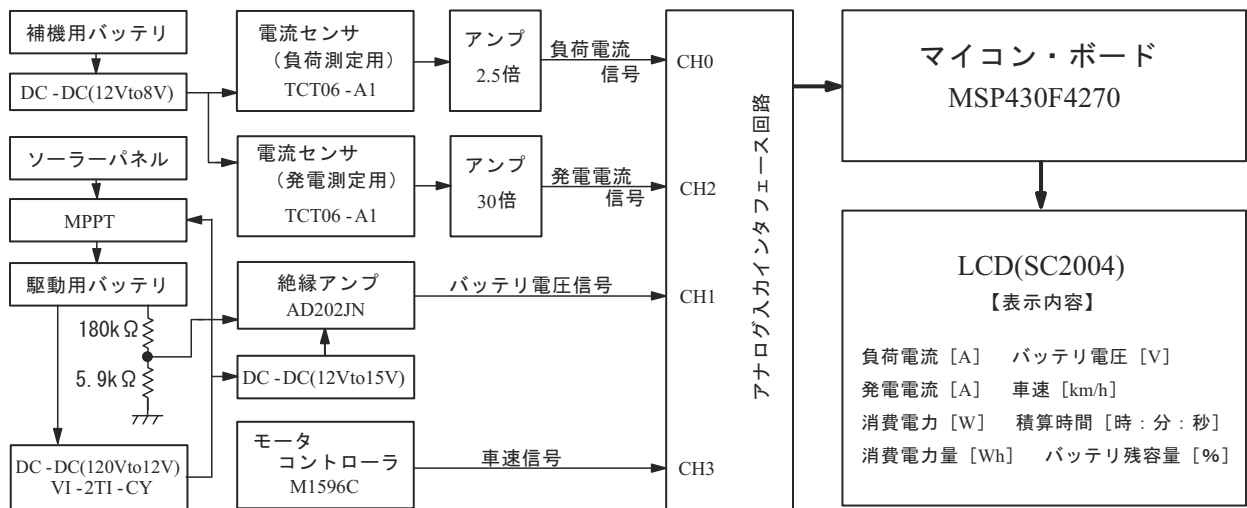 補機用バッテリ
DC-DC(12Vto8V)
ソーラーパネル
MPPT
駆動用バッテリ
180kΩ
5.9kΩ
DC-DC(120Vto12V)
VI-2TI-CY
電流センサ
(負荷測定用)
TCT06-A1
電流センサ
(発電測定用)
TCT06-A1
絶縁アンプ
AD202JN
DC-DC(12Vto15V)
モータ
コントローラ
M1596C
アンプ
2.5倍
アンプ
30倍
負荷電流
信号
発電電流
信号
バッテリ電圧信号
車速信号
CH0
CH2
CH1
CH3
アナログ入力インタフェース回路
マイコン・ボード
MSP430F4270
LCD(SC2004)
【表示内容】
負荷電流[A] バッテリ電圧[V]
発電電流[A] 車速[km/h]
消費電力[W] 積算時間[時:分:秒]
消費電力量[Wh] バッテリ残容量[%]